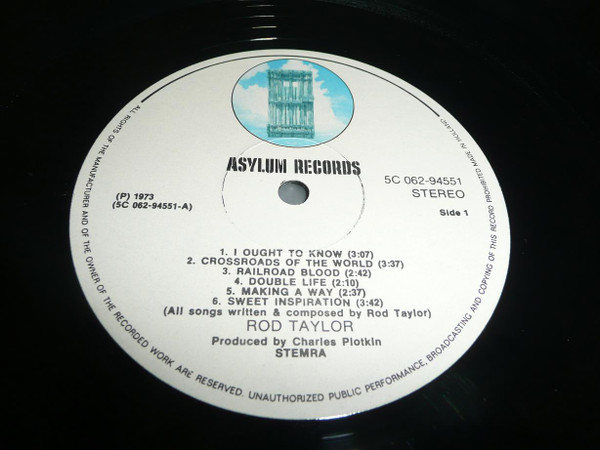 ASYLUM RECORDS
5C 062-94551
STEREO
(P) 1973
(5C 062-94551-A)
Side 1
1. I OUGHT TO KNOW (3:07)
2. CROSSROADS OF THE WORLD (3:37)
3. RAILROAD BLOOD (2:42)
4. DOUBLE LIFE (2:10)
5. MAKING A WAY (2:37)
6. SWEET INSPIRATION (3:42)
(All songs written & composed by Rod Taylor)
ROD TAYLOR
Produced by Charles Plotkin
STEMRA
ALL RIGHTS OF THE MANUFACTURER AND OF THE OWNER OF THE RECORDED WORK ARE RESERVED. UNAUTHORIZED PUBLIC PERFORMANCE, BROADCASTING AND COPYING OF THIS RECORD PROHIBITED MADE IN HOLLAND